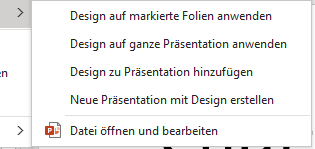 Design auf markierte Folien anwenden
Design auf ganze Präsentation anwenden
Design zu Präsentation hinzufügen
Neue Präsentation mit Design erstellen
Datei öffnen und bearbeiten